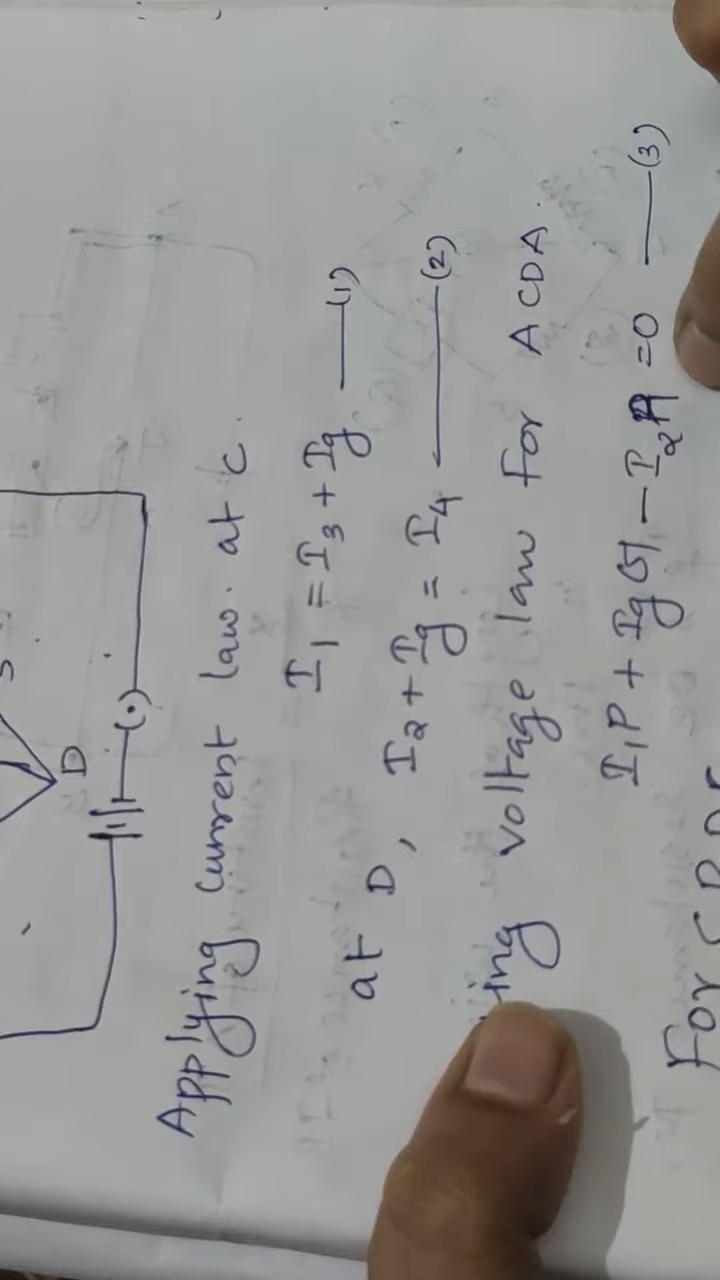 D
Applying Current law. at C.
I₁ = I₃ + Ig —(1)
at D, I₂ + Ig = I₄ —(2)
voltage law for ACDA.
I₁P + IgG – I₂R = 0 —(3)
For